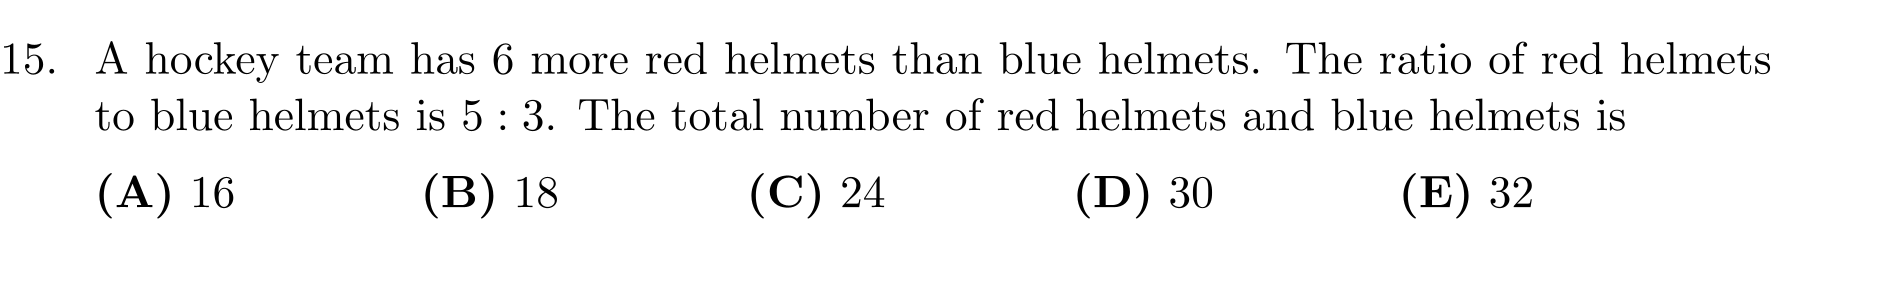 15. A hockey team has 6 more red helmets than blue helmets. The ratio of red helmets
to blue helmets is 5 : 3. The total number of red helmets and blue helmets is
(A) 16 (B) 18 (C) 24 (D) 30 (E) 32